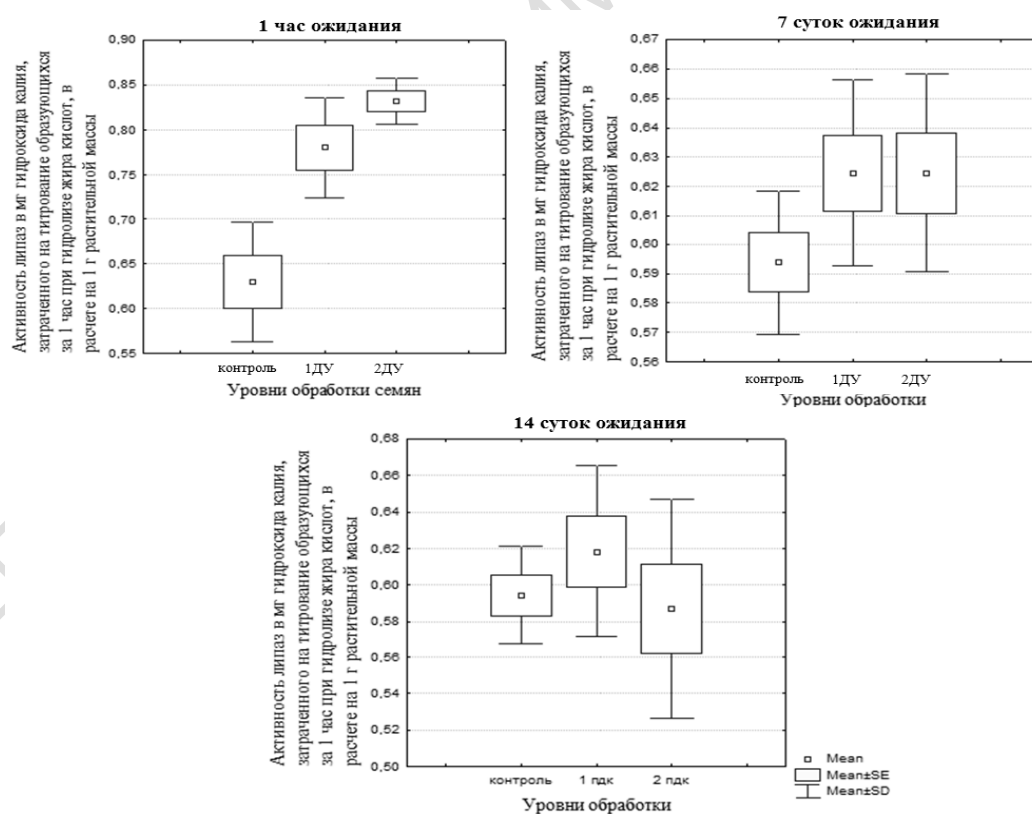 1 час ожидания
Активность липаз в мг гидроксида калия,
затраченного на титрование образующихся
за 1 час при гидролизе жира кислот, в
расчете на 1 г растительной массы
0,90
0,85
0,80
0,75
0,70
0,65
0,60
0,55
контроль 1ДУ 2ДУ
Уровни обработки семян
7 суток ожидания
Активность липаз в мг гидроксида калия,
затраченного на титрование образующихся
за 1 час при гидролизе жира кислот, в
расчете на 1 г растительной массы
0,67
0,66
0,65
0,64
0,63
0,62
0,61
0,60
0,59
0,58
0,57
0,56
контроль 1ДУ 2ДУ
Уровни обработки
14 суток ожидания
Активность липаз в мг гидроксида калия,
затраченного на титрование образующихся
за 1 час при гидролизе жира кислот, в
расчете на 1 г растительной массы
0,68
0,66
0,64
0,62
0,60
0,58
0,56
0,54
0,52
0,50
контроль 1 пдк 2 пдк
Уровни обработки
Mean
Mean±SE
Mean±SD